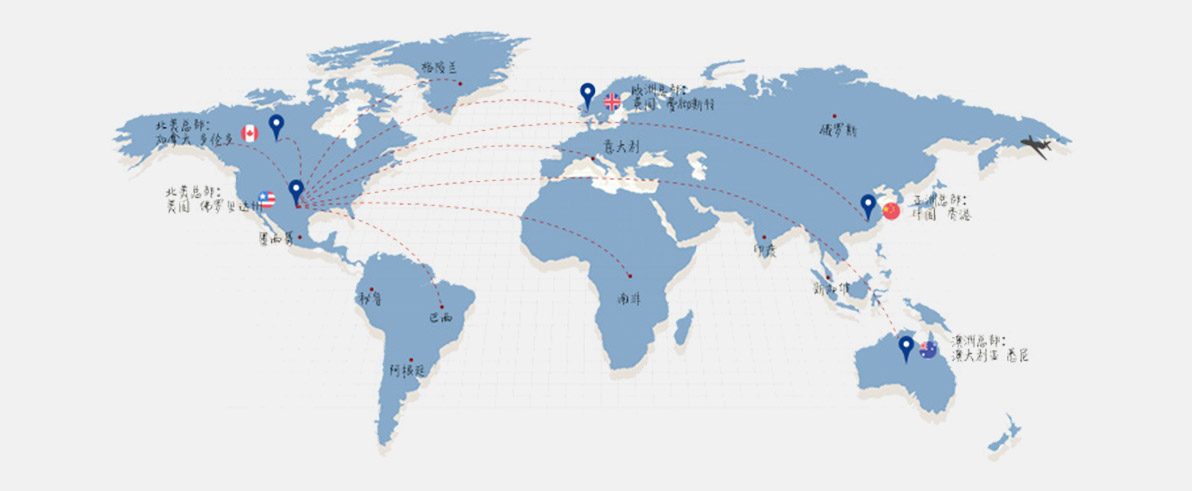 格陵兰
欧洲总部：
英国 曼彻斯特
北美总部：
加拿大 多伦多
俄罗斯
意大利
北美总部：
美国 佛罗里达州
亚洲总部：
中国 香港
墨西哥
印度
新加坡
秘鲁
南非
巴西
澳洲总部：
澳大利亚 悉尼
阿根廷